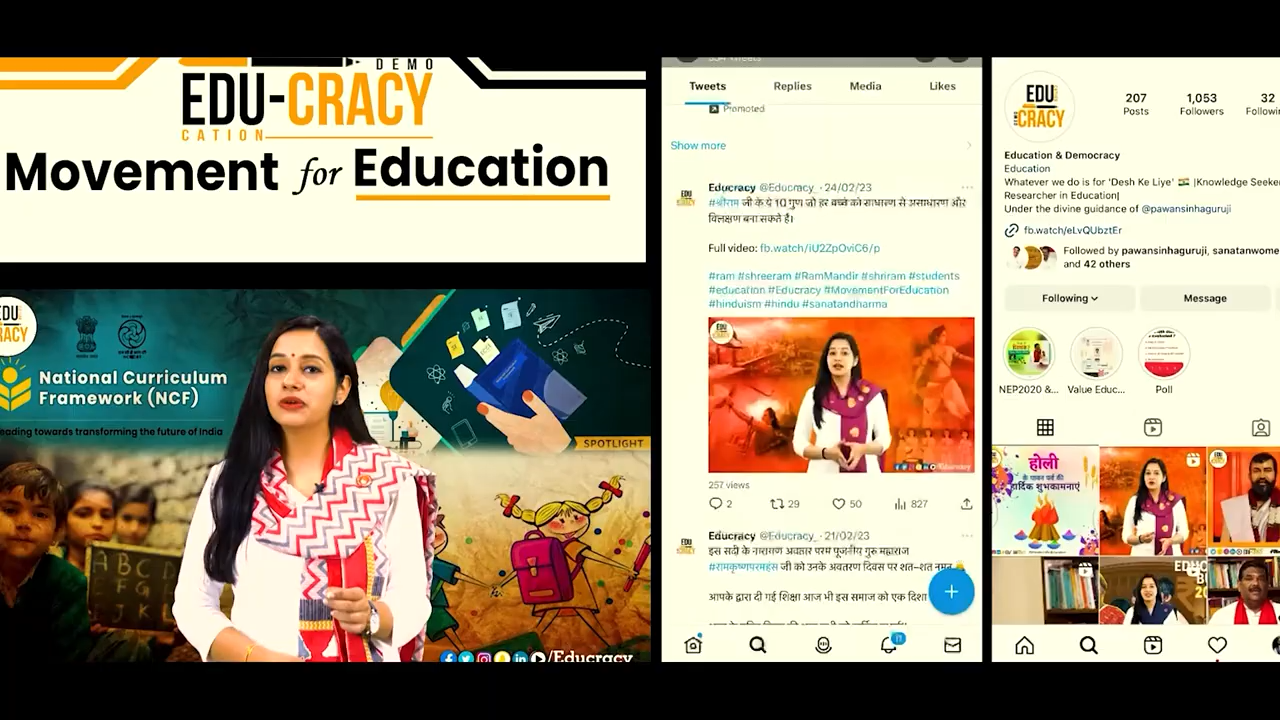 DEMO
EDU-CRACY
CATION
Movement for Education
EDU
CRACY
National Curriculum
Framework (NCF)
eading towards transforming the future of India
SPOTLIGHT
A B C D
/Educracy
Tweets Replies Media Likes
Promoted
Show more
Educracy @Educracy_ · 24/02/23
#श्रीराम जी के ये 10 गुण जो हर बच्चे को साधारण से असाधारण और
विलक्षण बना सकते हैं।
Full video: fb.watch/iU2ZpOviC6/p
#ram #shreeram #RamMandir #shriram #students
#education #Educracy #MovementForEducation
#hinduism #hindu #sanatandharma
EDU
CRACY
/Educracy
257 views
2 29 50 827
Educracy @Educracy_ · 21/02/23
इस सदी के नारायण अवतार परम पूजनीय गुरु महाराज
#रामकृष्णपरमहंस जी को उनके अवतरण दिवस पर शत-शत नमन
आपके द्वारा दी गई शिक्षा आज भी इस समाज को एक दिशा
EDU
DEMO
CRACY
207 1,053 32
Posts Followers Followin
Education & Democracy
Education
Whatever we do is for 'Desh Ke Liye' |Knowledge Seeker
Researcher in Education|
Under the divine guidance of @pawansinhaguruji
fb.watch/eLvQUbztEr
Followed by pawansinhaguruji, sanatanwome
and 42 others
Following Message
NEP2020 &... Value Educ... Poll
होली
के पावन पर्व की
हार्दिक शुभकामनाएं